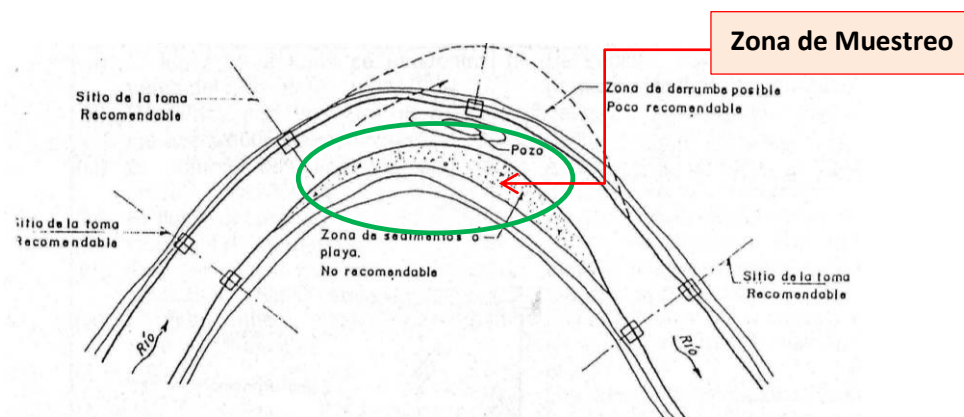 Zona de Muestreo
Sitio de la toma
Recomendable
Zona de derrumbe posible
Poco recomendable
Pozo
Sitio de la toma
Recomendable
Zona de sedimentos o
playa.
No recomendable
Sitio de la toma
Recomendable
Río
Río